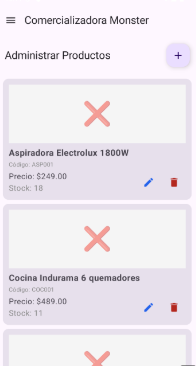 Comercializadora Monster
Administrar Productos
+
Aspiradora Electrolux 1800W
Código: ASP001
Precio: $249.00
Stock: 18
Cocina Indurama 6 quemadores
Código: COC021
Precio: $489.00
Stock: 11